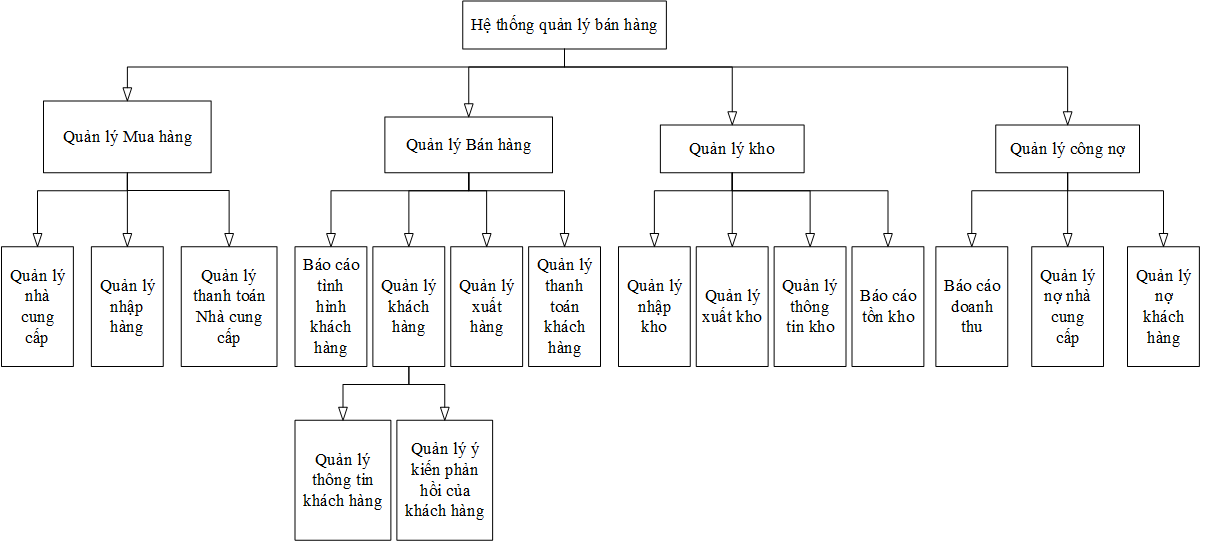 Hệ thống quản lý bán hàng
Quản lý Mua hàng
Quản lý Bán hàng
Quản lý kho
Quản lý công nợ
Quản lý
nhà
cung
cấp
Quản lý
nhập
hàng
Quản lý
thanh toán
Nhà cung
cấp
Báo cáo
tình
hình
khách
hàng
Quản lý
khách
hàng
Quản lý
xuất
hàng
Quản lý
thanh
toán
khách
hàng
Quản lý
nhập
kho
Quản lý
xuất kho
Quản lý
thông
tin kho
Báo cáo
tồn kho
Báo cáo
doanh
thu
Quản lý
nợ nhà
cung
cấp
Quản lý
nợ
khách
hàng
Quản lý
thông tin
khách hàng
Quản lý ý
kiến phản
hồi của
khách hàng